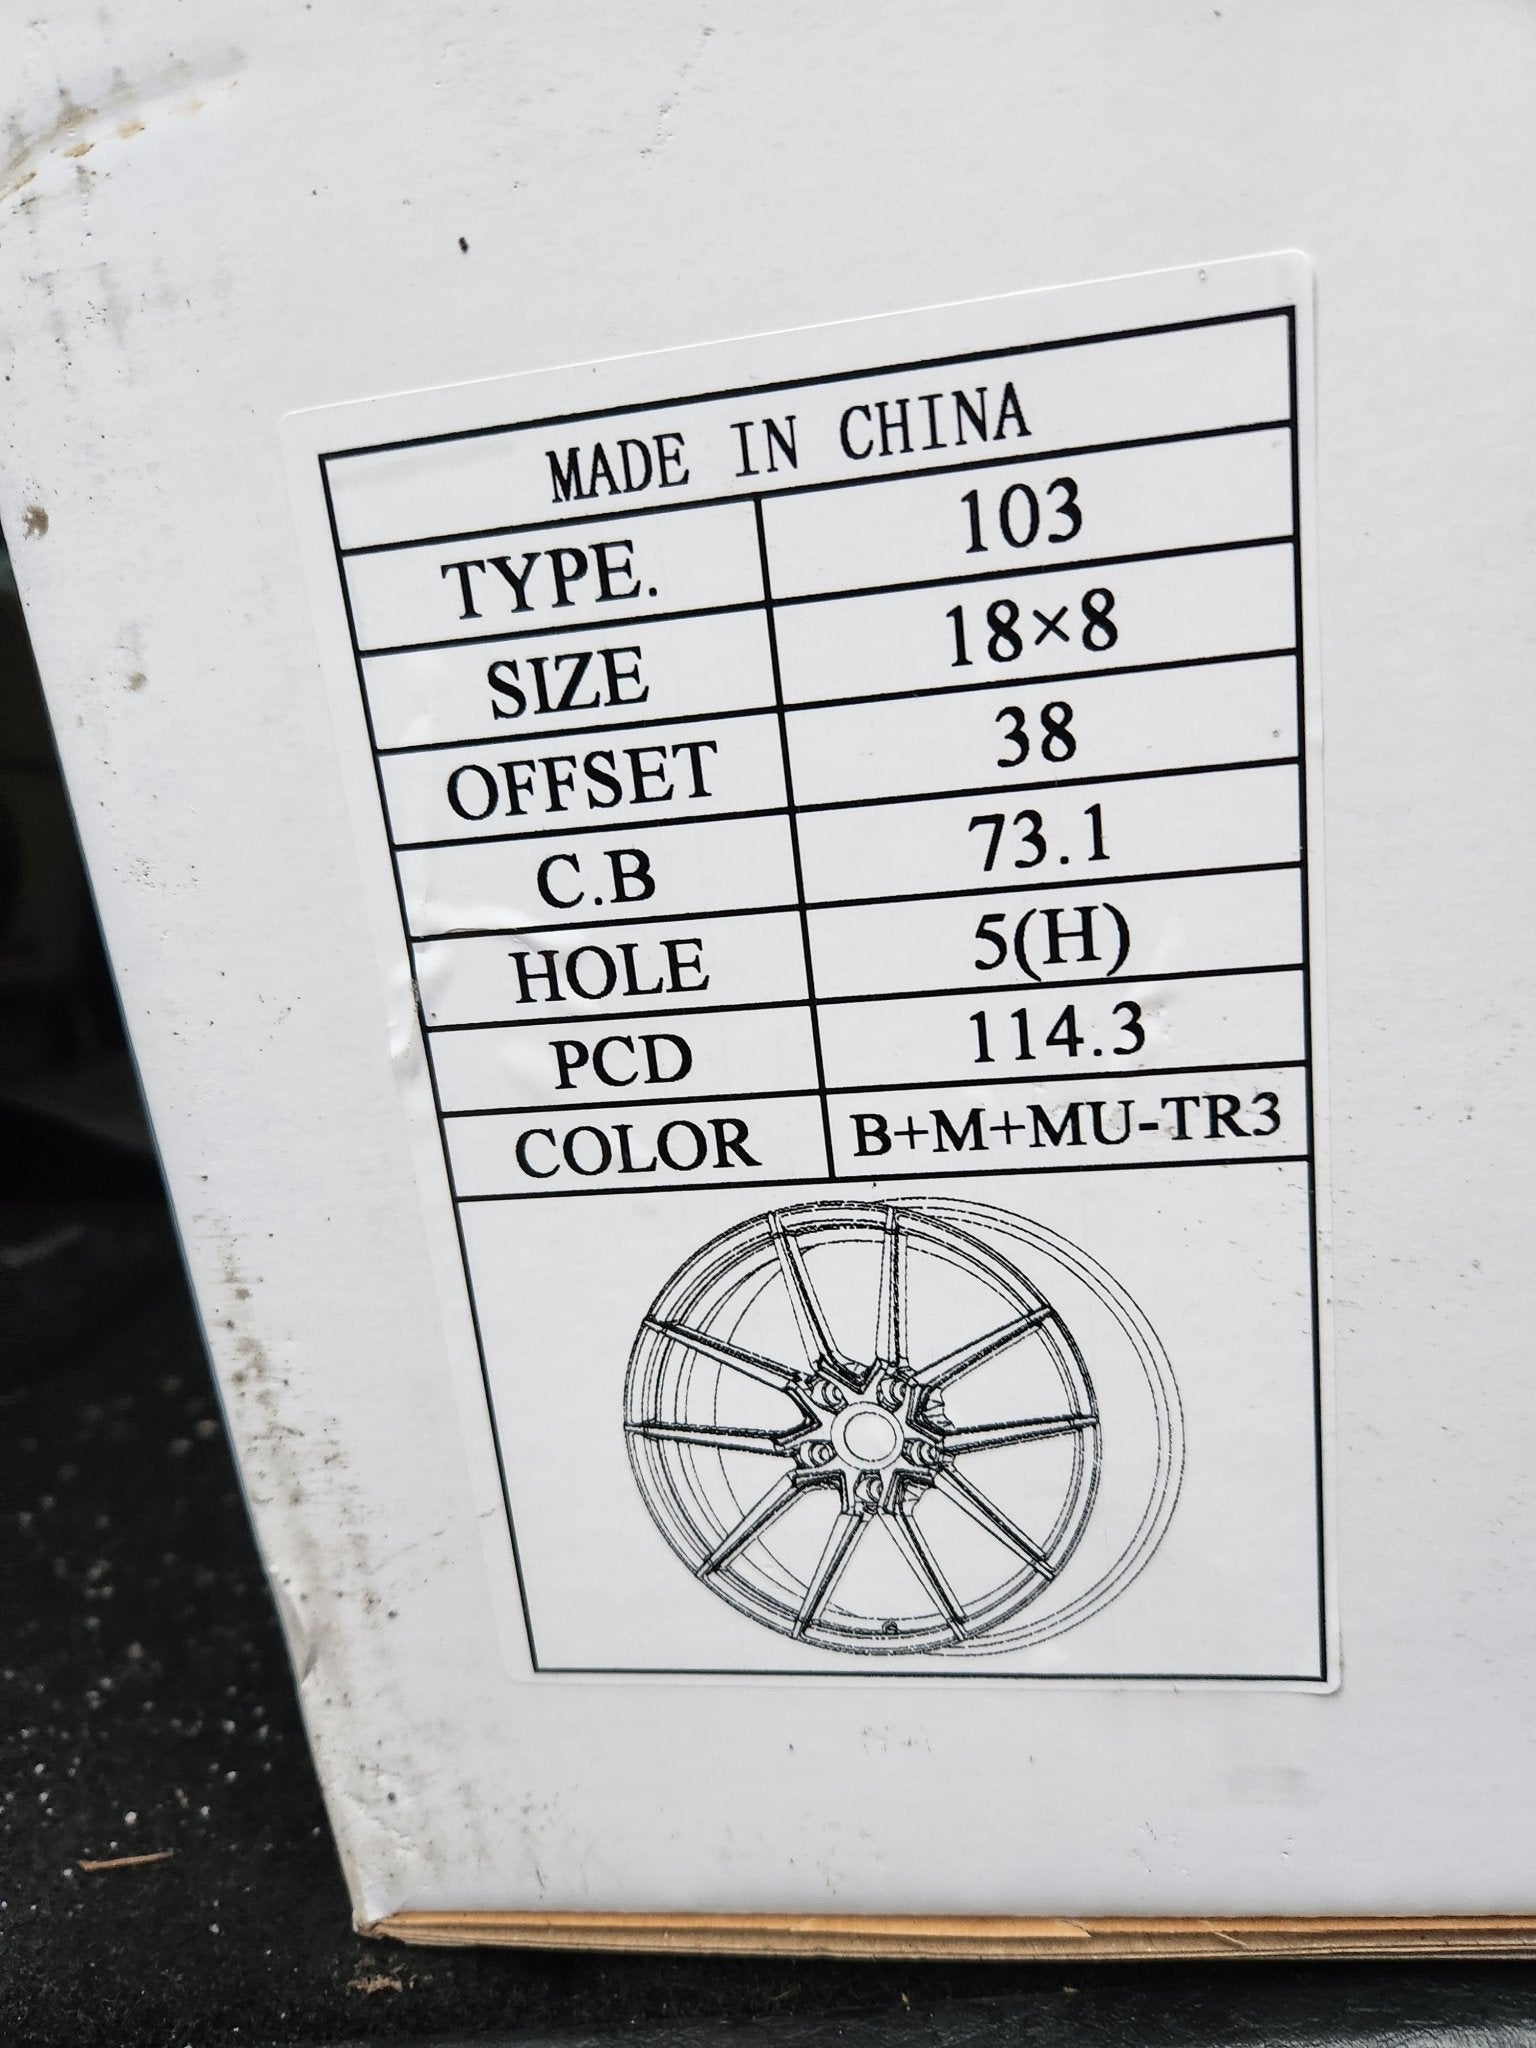 MADE IN CHINA
TYPE. 103
SIZE 18×8
OFFSET 38
C.B 73.1
HOLE 5(H)
PCD 114.3
COLOR B+M+MU-TR3